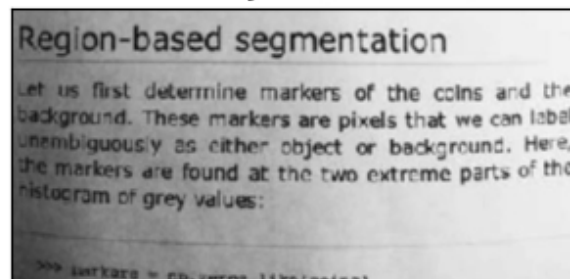 Region-based segmentation
Let us first determine markers of the coins and the
background. These markers are pixels that we can label
unambiguously as either object or background. Here,
the markers are found at the two extreme parts of the
histogram of grey values:
>>> markers = np.